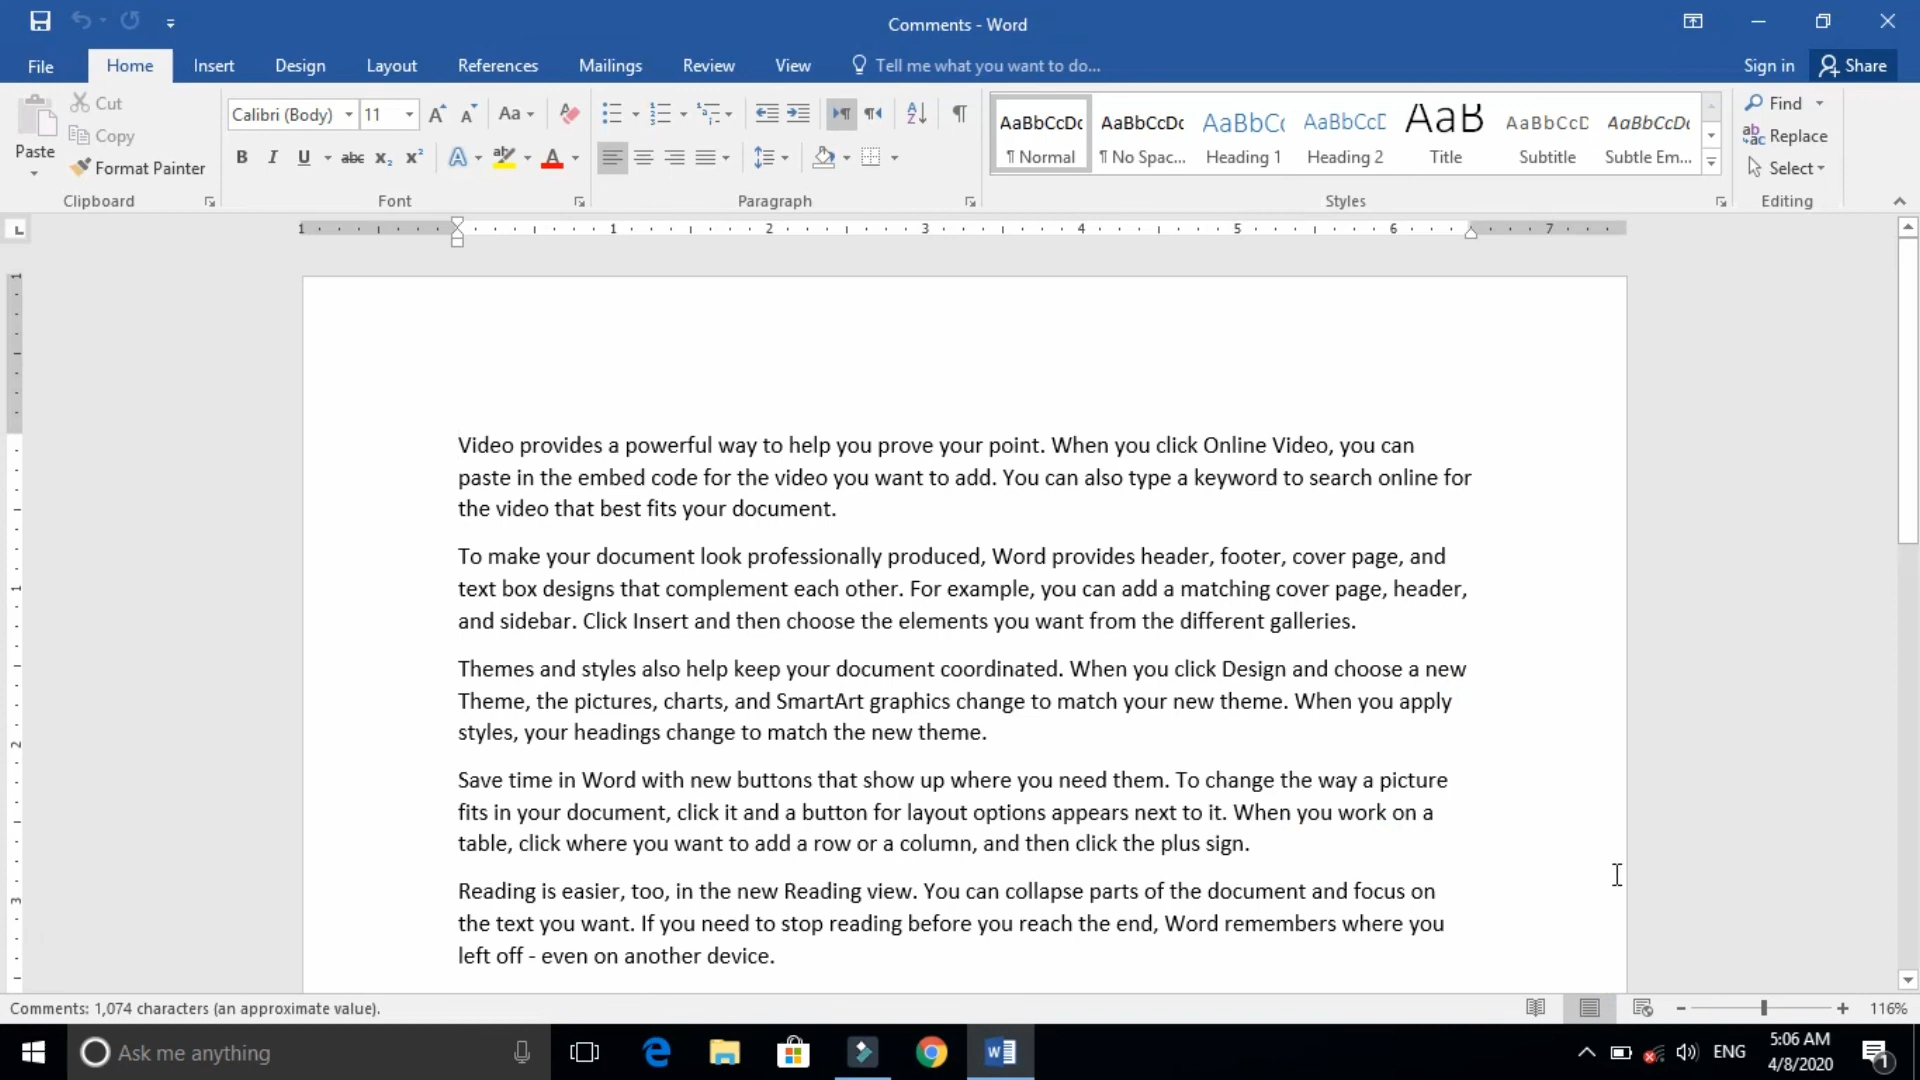 Comments - Word
File Home Insert Design Layout References Mailings Review View Tell me what you want to do... Sign in Share
Paste Cut Copy Format Painter
Calibri (Body) 11 Aa
B I U abc X₂ X² A ab A
AaBbCcDc AaBbCcDc AaBbCc AaBbCcD AaB AaBbCcD AaBbCcDc
¶ Normal ¶ No Spac... Heading 1 Heading 2 Title Subtitle Subtle Em...
Find Replace Select
Clipboard Font Paragraph Styles Editing
1 1 2 3 4 5 6 7
Video provides a powerful way to help you prove your point. When you click Online Video, you can
paste in the embed code for the video you want to add. You can also type a keyword to search online for
the video that best fits your document.
To make your document look professionally produced, Word provides header, footer, cover page, and
text box designs that complement each other. For example, you can add a matching cover page, header,
and sidebar. Click Insert and then choose the elements you want from the different galleries.
Themes and styles also help keep your document coordinated. When you click Design and choose a new
Theme, the pictures, charts, and SmartArt graphics change to match your new theme. When you apply
styles, your headings change to match the new theme.
Save time in Word with new buttons that show up where you need them. To change the way a picture
fits in your document, click it and a button for layout options appears next to it. When you work on a
table, click where you want to add a row or a column, and then click the plus sign.
Reading is easier, too, in the new Reading view. You can collapse parts of the document and focus on
the text you want. If you need to stop reading before you reach the end, Word remembers where you
left off - even on another device.
Comments: 1,074 characters (an approximate value).
116%
Ask me anything
ENG
5:06 AM
4/8/2020
1